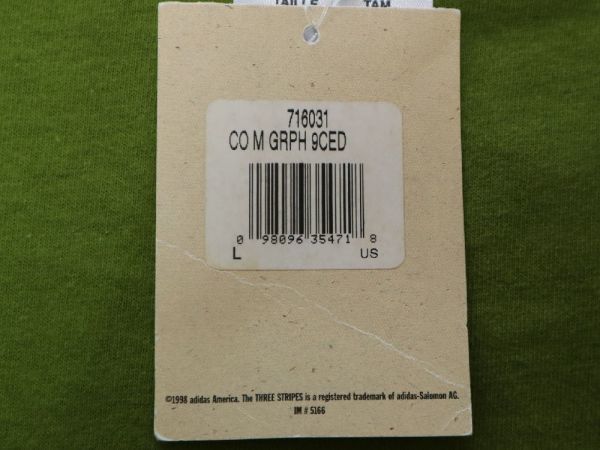 TAILLE TAM
716031
CO M GRPH 9CED
0 98096 35471 8
L US
©1998 adidas America. The THREE STRIPES is a registered trademark of adidas-Salomon AG.
IM # 5166